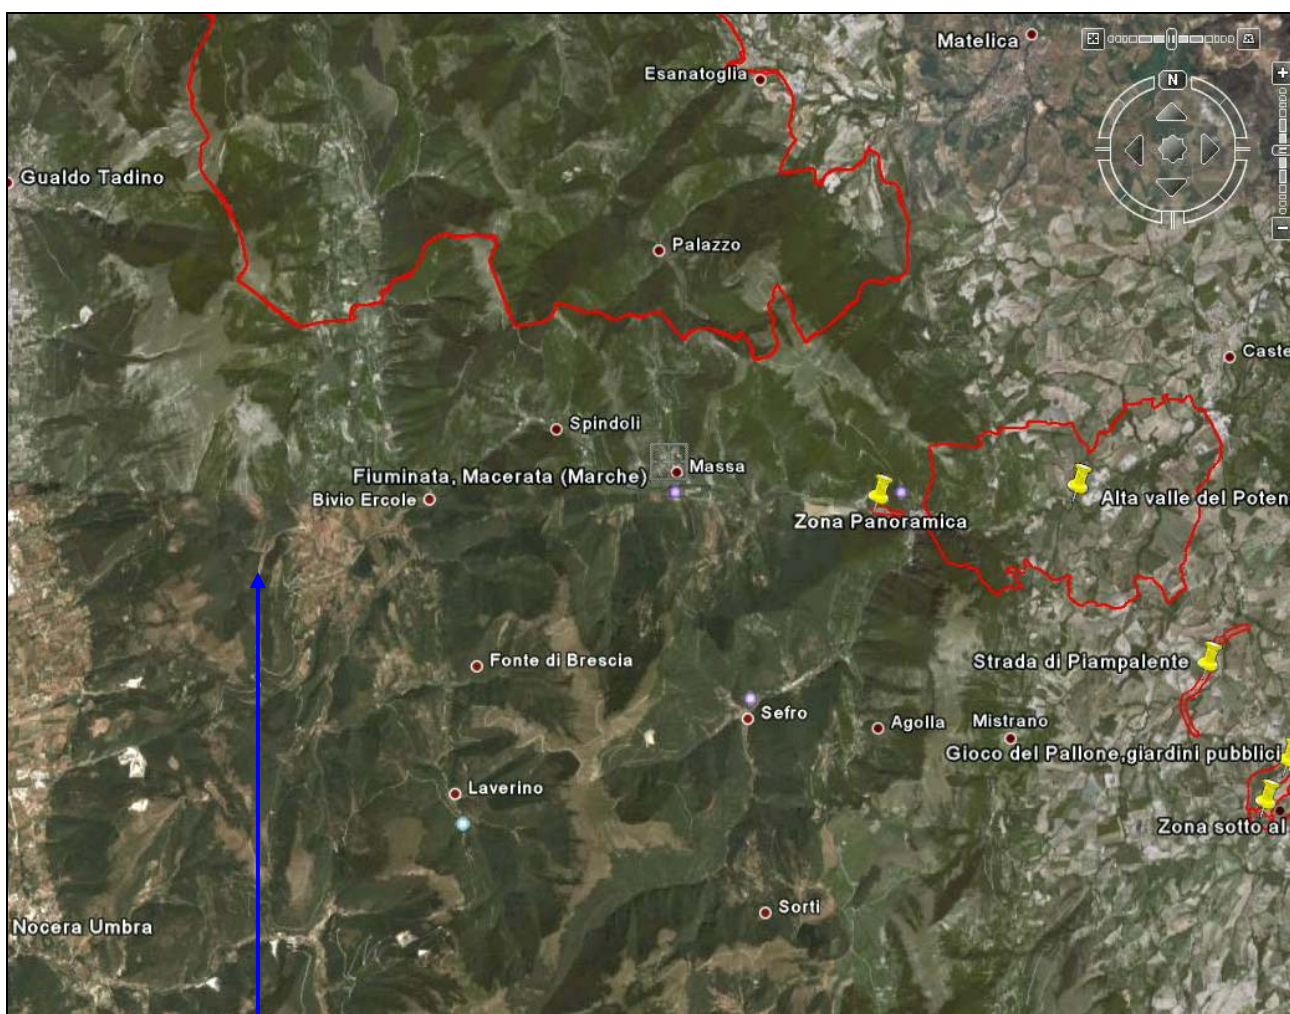 Matelica
Esanatoglia
N
Gualdo Tadino
Palazzo
Caste
Spindoli
Massa
Fiuminata, Macerata (Marche)
Bivio Ercole
Alta valle del Poten
Zona Panoramica
Fonte di Brescia
Strada di Piampalente
Sefro
Agolla
Mistrano
Gioco del Pallone,giardini pubblici
Laverino
Zona sotto al
Sorti
Nocera Umbra